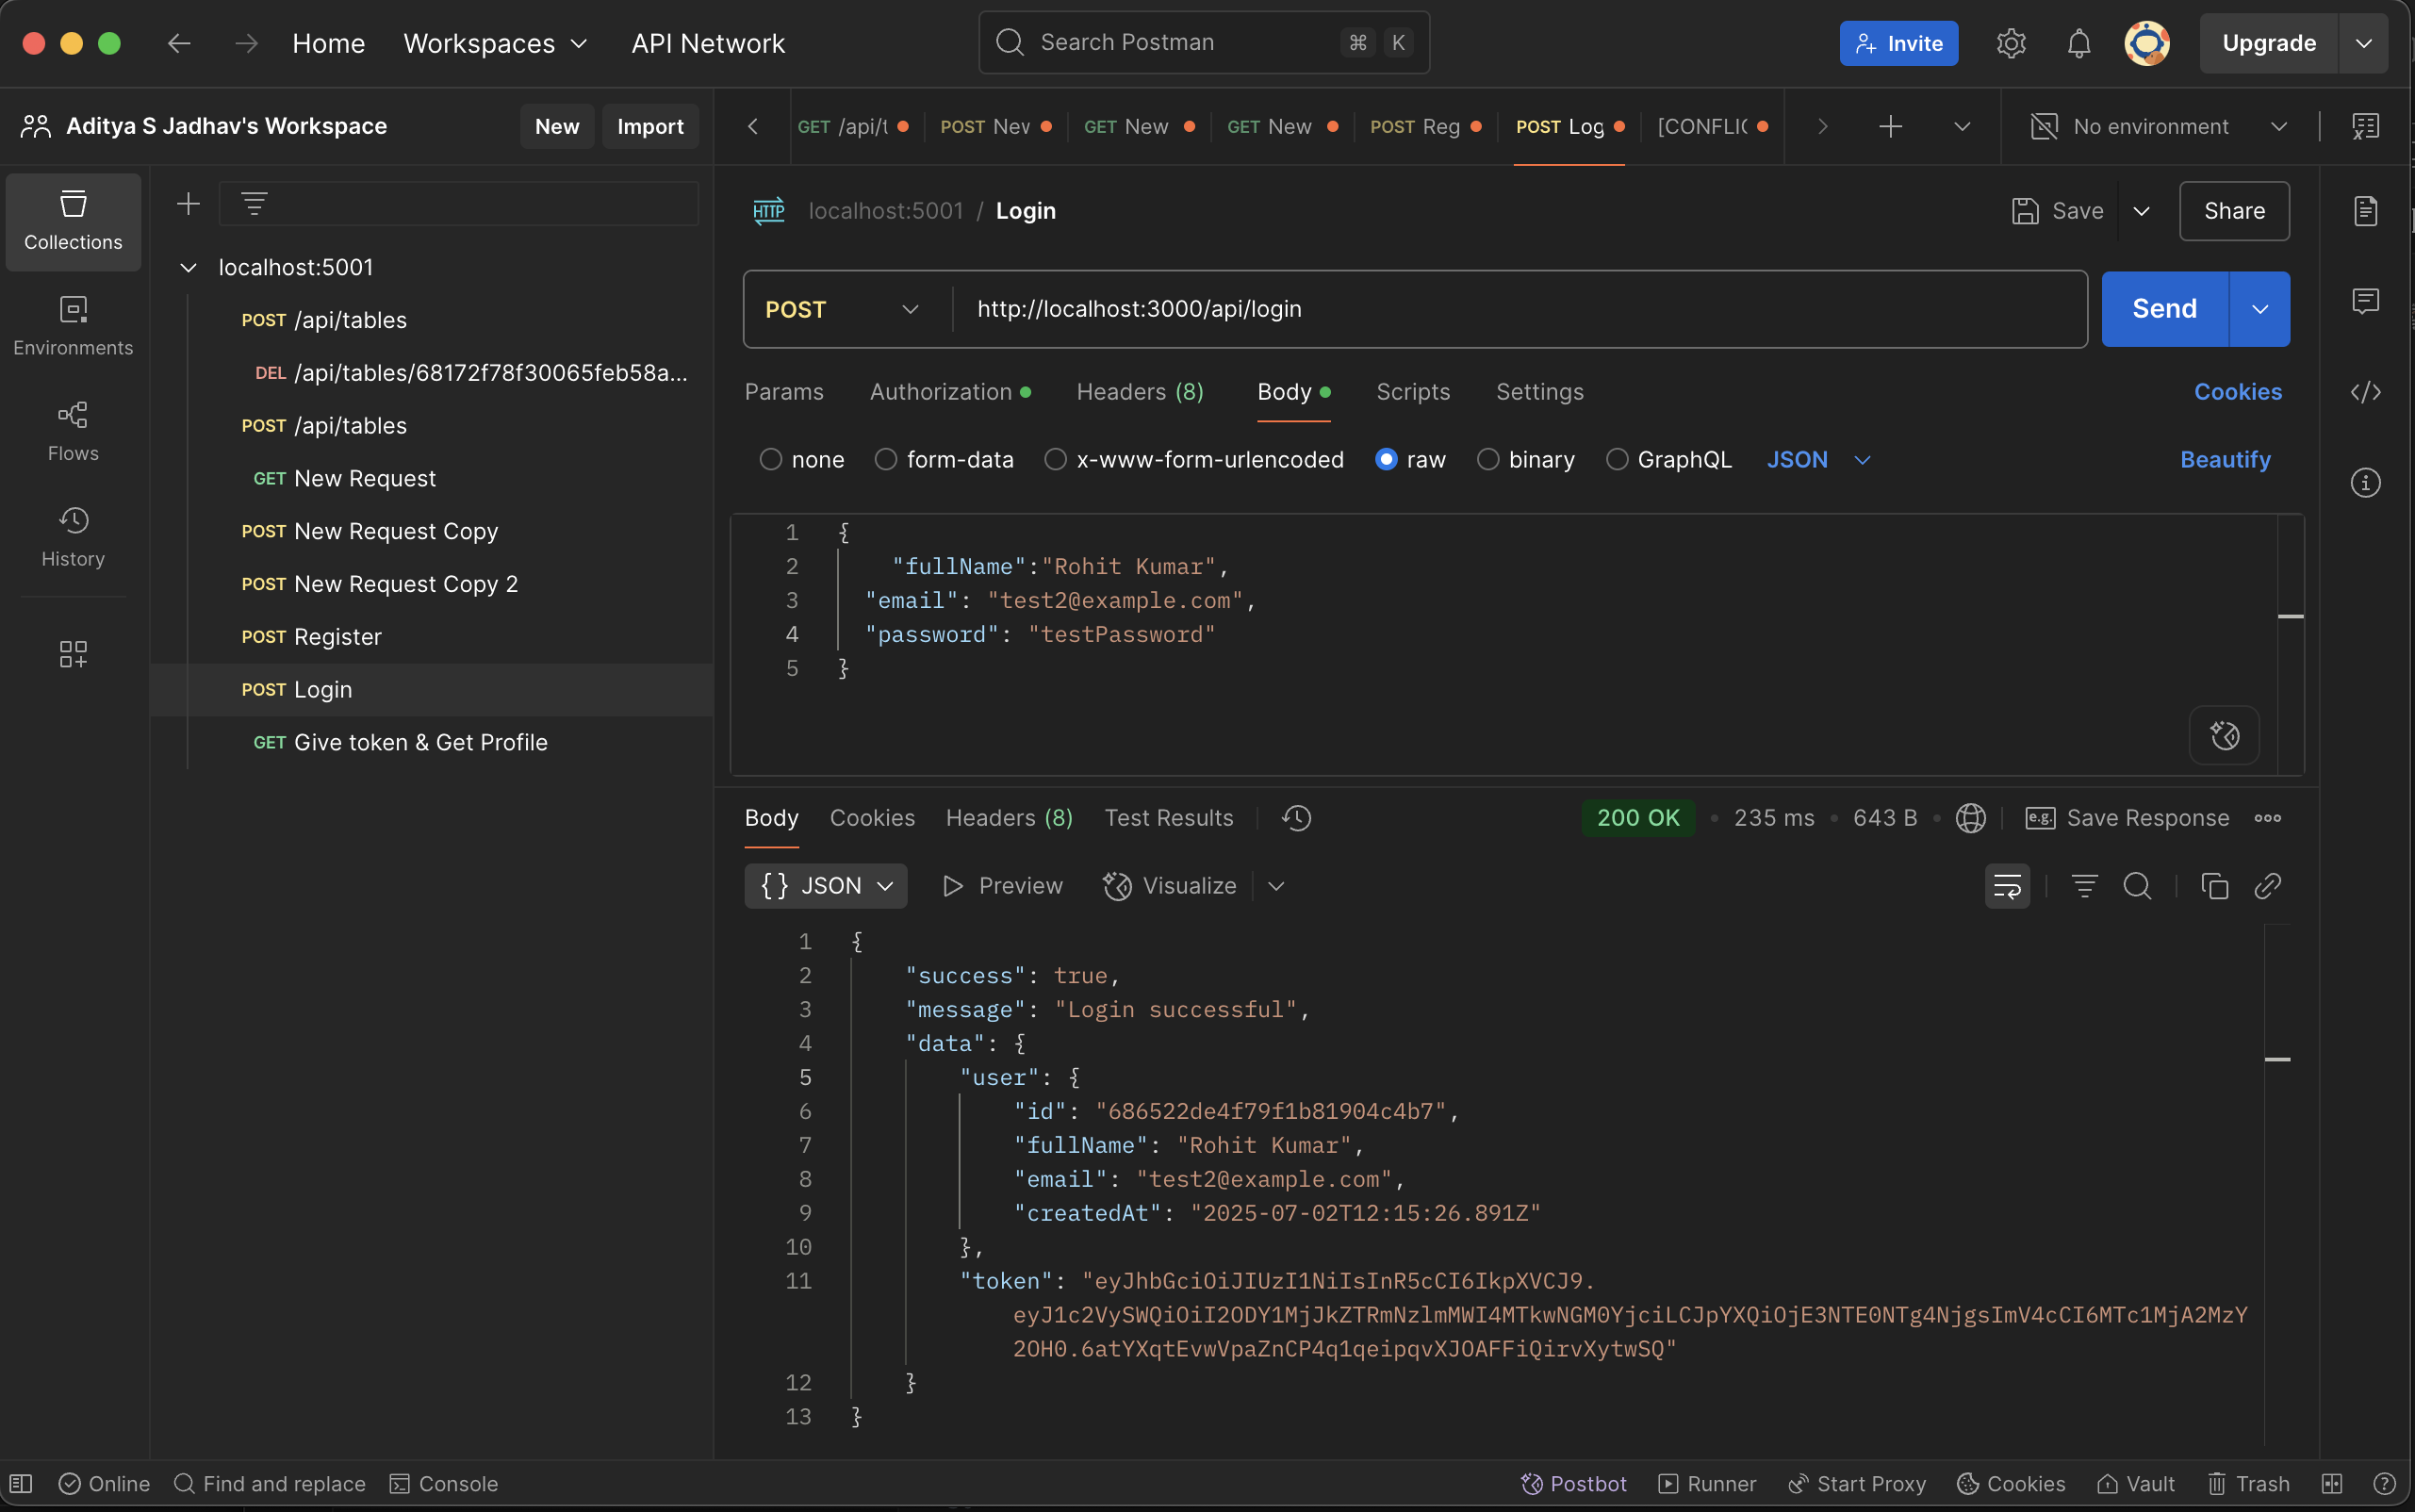 Home
Workspaces
API Network
Search Postman
⌘ K
Invite
Upgrade
Aditya S Jadhav's Workspace
New
Import
GET /api/t
POST New
GET New
GET New
POST Reg
POST Log
[CONFLIC
No environment
Collections
Environments
Flows
History
localhost:5001
POST /api/tables
DEL /api/tables/68172f78f30065feb58a...
POST /api/tables
GET New Request
POST New Request Copy
POST New Request Copy 2
POST Register
POST Login
GET Give token & Get Profile
HTTP localhost:5001 / Login
Save
Share
POST http://localhost:3000/api/login
Send
Params Authorization Headers (8) Body Scripts Settings Cookies
none form-data x-www-form-urlencoded raw binary GraphQL JSON Beautify
1 {
2 "fullName":"Rohit Kumar",
3 "email": "test2@example.com",
4 "password": "testPassword"
5 }
Body Cookies Headers (8) Test Results
200 OK • 235 ms • 643 B • e.g. Save Response
{} JSON Preview Visualize
1 {
2 "success": true,
3 "message": "Login successful",
4 "data": {
5 "user": {
6 "id": "686522de4f79f1b81904c4b7",
7 "fullName": "Rohit Kumar",
8 "email": "test2@example.com",
9 "createdAt": "2025-07-02T12:15:26.891Z"
10 },
11 "token": "eyJhbGciOiJIUzI1NiIsInR5cCI6IkpXVCJ9.
eyJ1c2VySWQiOiI2ODY1MjJkZTRmNzlmMWI4MTkwNGM0YjciLCJpYXQiOjE3NTE0NTg4NjgsImV4cCI6MTc1MjA2MzY
2OH0.6atYXqtEvwVpaZnCP4q1qeipqvXJOAFFiQirvXytwSQ"
12 }
13 }
Online
Find and replace
Console
Postbot
Runner
Start Proxy
Cookies
Vault
Trash